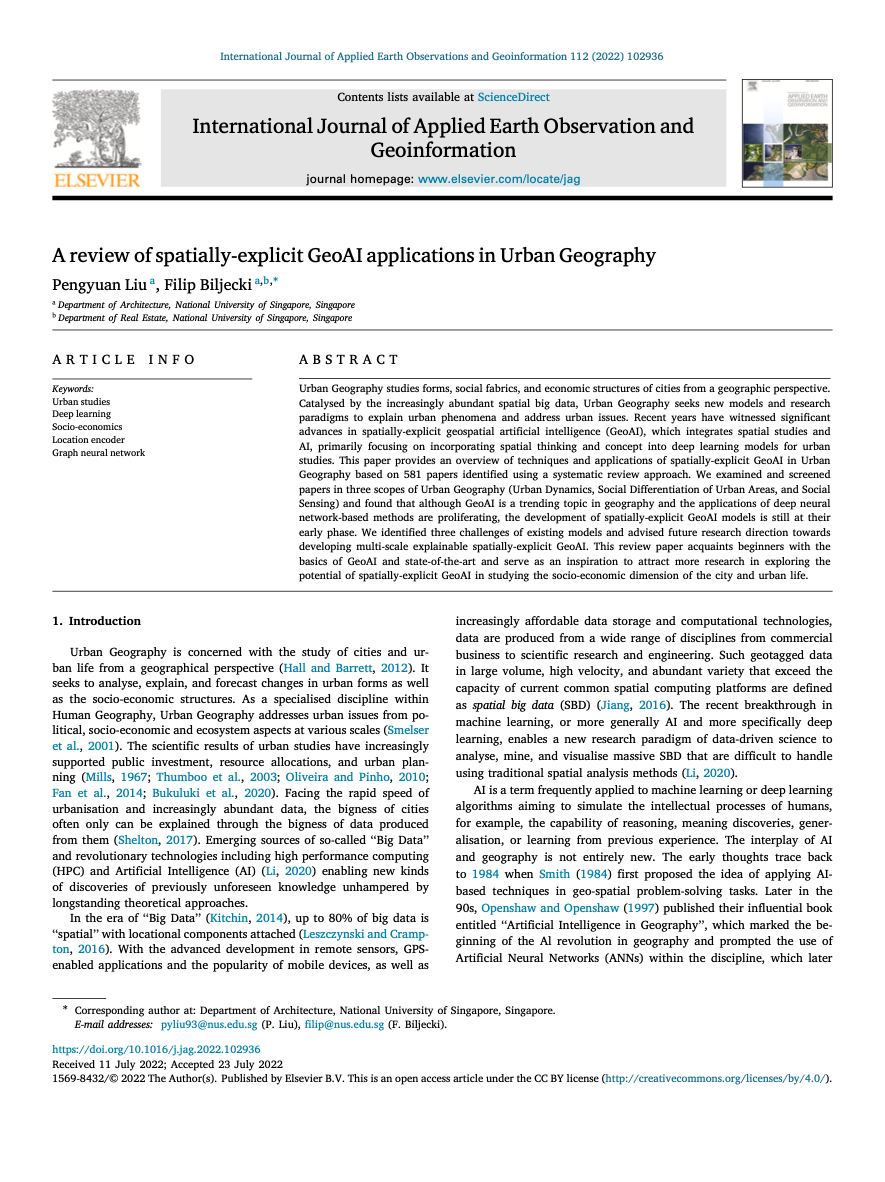 International Journal of Applied Earth Observations and Geoinformation 112 (2022) 102936
Contents lists available at ScienceDirect
International Journal of Applied Earth Observation and
Geoinformation
journal homepage: www.elsevier.com/locate/jag
ELSEVIER
A review of spatially-explicit GeoAI applications in Urban Geography
Pengyuan Liu a, Filip Biljecki a,b,*
a Department of Architecture, National University of Singapore, Singapore
b Department of Real Estate, National University of Singapore, Singapore
ARTICLE INFO
Keywords:
Urban studies
Deep learning
Socio-economics
Location encoder
Graph neural network
ABSTRACT
Urban Geography studies forms, social fabrics, and economic structures of cities from a geographic perspective.
Catalysed by the increasingly abundant spatial big data, Urban Geography seeks new models and research
paradigms to explain urban phenomena and address urban issues. Recent years have witnessed significant
advances in spatially-explicit geospatial artificial intelligence (GeoAI), which integrates spatial studies and
AI, primarily focusing on incorporating spatial thinking and concept into deep learning models for urban
studies. This paper provides an overview of techniques and applications of spatially-explicit GeoAI in Urban
Geography based on 581 papers identified using a systematic review approach. We examined and screened
papers in three scopes of Urban Geography (Urban Dynamics, Social Differentiation of Urban Areas, and Social
Sensing) and found that although GeoAI is a trending topic in geography and the applications of deep neural
network-based methods are proliferating, the development of spatially-explicit GeoAI models is still at their
early phase. We identified three challenges of existing models and advised future research direction towards
developing multi-scale explainable spatially-explicit GeoAI. This review paper acquaints beginners with the
basics of GeoAI and state-of-the-art and serve as an inspiration to attract more research in exploring the
potential of spatially-explicit GeoAI in studying the socio-economic dimension of the city and urban life.
1. Introduction
Urban Geography is concerned with the study of cities and ur-
ban life from a geographical perspective (Hall and Barrett, 2012). It
seeks to analyse, explain, and forecast changes in urban forms as well
as the socio-economic structures. As a specialised discipline within
Human Geography, Urban Geography addresses urban issues from po-
litical, socio-economic and ecosystem aspects at various scales (Smelser
et al., 2001). The scientific results of urban studies have increasingly
supported public investment, resource allocations, and urban plan-
ning (Mills, 1967; Thumboo et al., 2003; Oliveira and Pinho, 2010;
Fan et al., 2014; Bukuluki et al., 2020). Facing the rapid speed of
urbanisation and increasingly abundant data, the bigness of cities
often only can be explained through the bigness of data produced
from them (Shelton, 2017). Emerging sources of so-called “Big Data”
and revolutionary technologies including high performance computing
(HPC) and Artificial Intelligence (AI) (Li, 2020) enabling new kinds
of discoveries of previously unforeseen knowledge unhampered by
longstanding theoretical approaches.
In the era of “Big Data” (Kitchin, 2014), up to 80% of big data is
“spatial” with locational components attached (Leszczynski and Cramp-
ton, 2016). With the advanced development in remote sensors, GPS-
enabled applications and the popularity of mobile devices, as well as
increasingly affordable data storage and computational technologies,
data are produced from a wide range of disciplines from commercial
business to scientific research and engineering. Such geotagged data
in large volume, high velocity, and abundant variety that exceed the
capacity of current common spatial computing platforms are defined
as spatial big data (SBD) (Jiang, 2016). The recent breakthrough in
machine learning, or more generally AI and more specifically deep
learning, enables a new research paradigm of data-driven science to
analyse, mine, and visualise massive SBD that are difficult to handle
using traditional spatial analysis methods (Li, 2020).
AI is a term frequently applied to machine learning or deep learning
algorithms aiming to simulate the intellectual processes of humans,
for example, the capability of reasoning, meaning discoveries, gener-
alisation, or learning from previous experience. The interplay of AI
and geography is not entirely new. The early thoughts trace back
to 1984 when Smith (1984) first proposed the idea of applying AI-
based techniques in geo-spatial problem-solving tasks. Later in the
90s, Openshaw and Openshaw (1997) published their influential book
entitled “Artificial Intelligence in Geography”, which marked the be-
ginning of the Al revolution in geography and prompted the use of
Artificial Neural Networks (ANNs) within the discipline, which later
* Corresponding author at: Department of Architecture, National University of Singapore, Singapore.
E-mail addresses: pyliu93@nus.edu.sg (P. Liu), filip@nus.edu.sg (F. Biljecki).
https://doi.org/10.1016/j.jag.2022.102936
Received 11 July 2022; Accepted 23 July 2022
1569-8432/© 2022 The Author(s). Published by Elsevier B.V. This is an open access article under the CC BY license (http://creativecommons.org/licenses/by/4.0/).